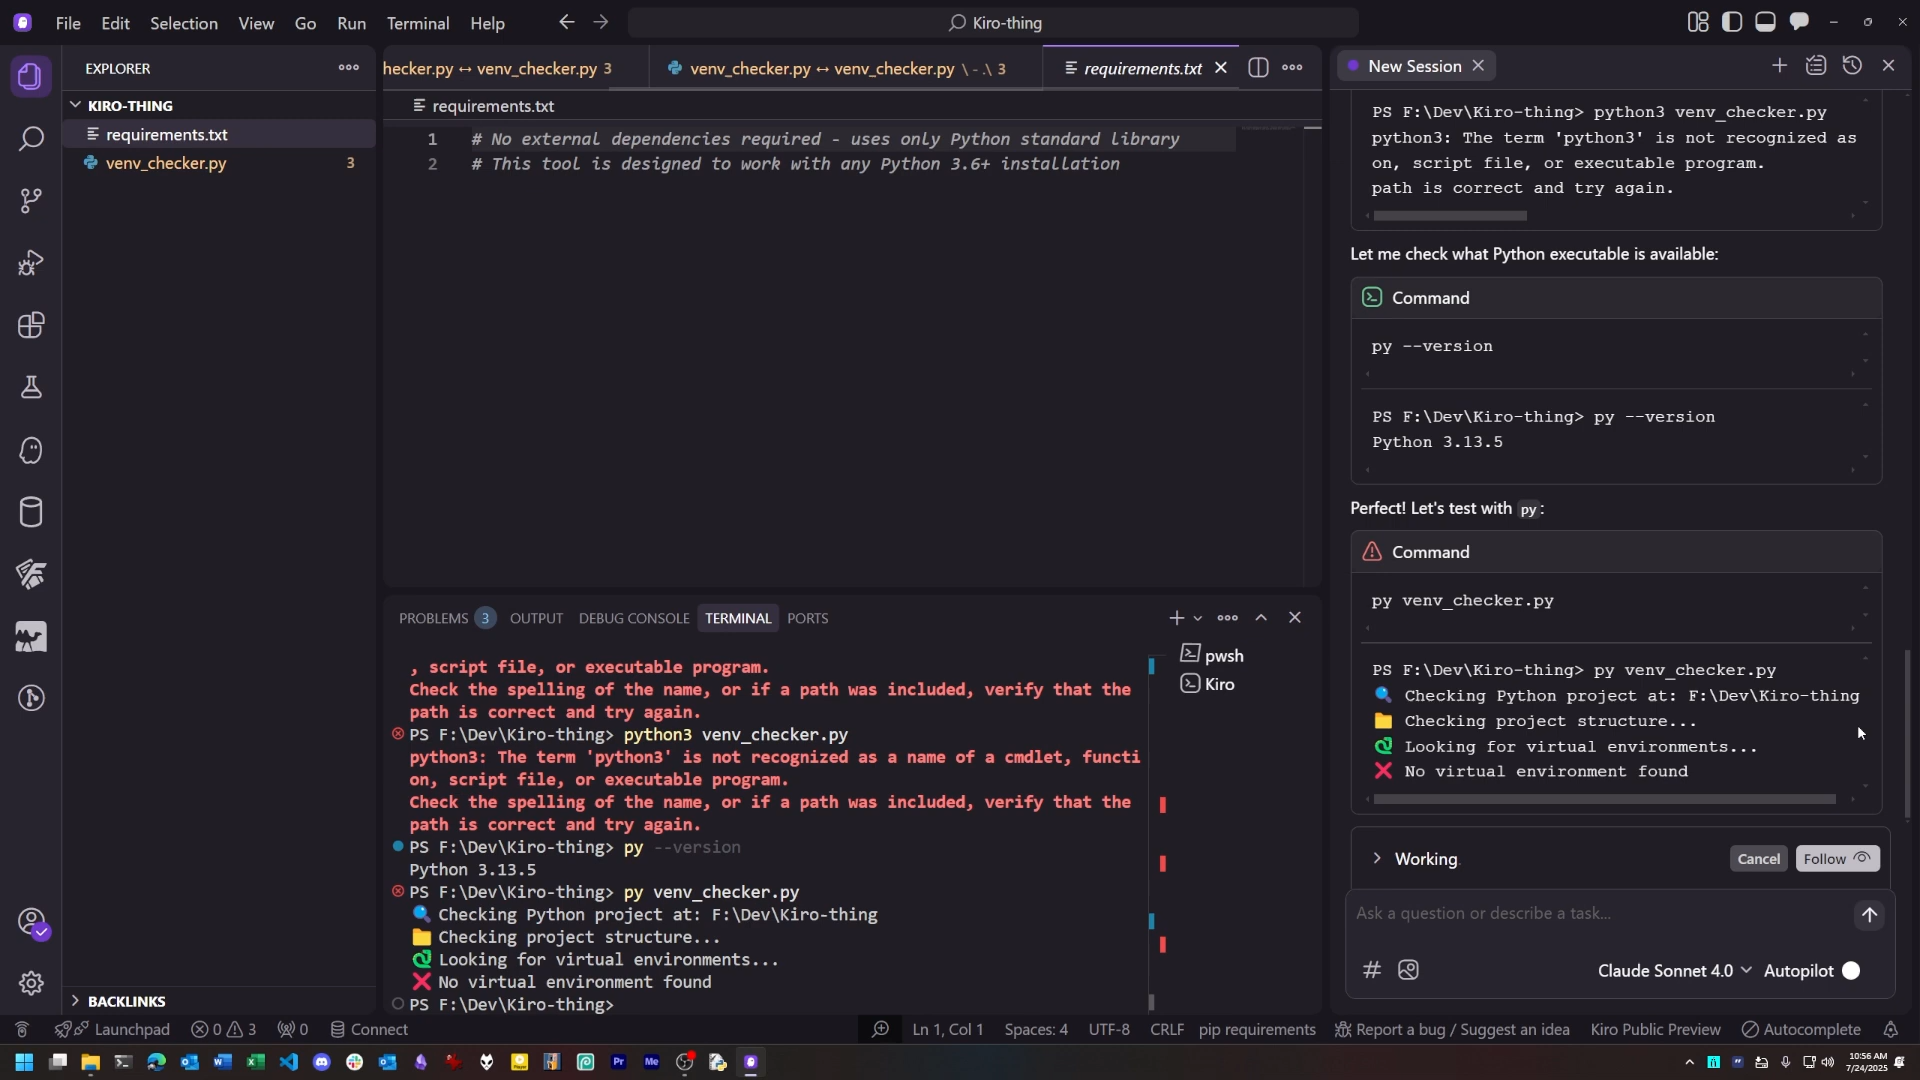 File Edit Selection View Go Run Terminal Help
Kiro-thing
EXPLORER
KIRO-THING
requirements.txt
venv_checker.py 3
BACKLINKS
hecker.py ↔ venv_checker.py 3
venv_checker.py ↔ venv_checker.py \ - .\ 3
requirements.txt
requirements.txt
1 # No external dependencies required - uses only Python standard library
2 # This tool is designed to work with any Python 3.6+ installation
PROBLEMS 3 OUTPUT DEBUG CONSOLE TERMINAL PORTS
, script file, or executable program.
Check the spelling of the name, or if a path was included, verify that the
path is correct and try again.
PS F:\Dev\Kiro-thing> python3 venv_checker.py
python3: The term 'python3' is not recognized as a name of a cmdlet, functi
on, script file, or executable program.
Check the spelling of the name, or if a path was included, verify that the
path is correct and try again.
PS F:\Dev\Kiro-thing> py --version
Python 3.13.5
PS F:\Dev\Kiro-thing> py venv_checker.py
Checking Python project at: F:\Dev\Kiro-thing
Checking project structure...
Looking for virtual environments...
No virtual environment found
PS F:\Dev\Kiro-thing>
pwsh
Kiro
New Session
PS F:\Dev\Kiro-thing> python3 venv_checker.py
python3: The term 'python3' is not recognized as
on, script file, or executable program.
path is correct and try again.
Let me check what Python executable is available:
Command
py --version
PS F:\Dev\Kiro-thing> py --version
Python 3.13.5
Perfect! Let's test with py:
Command
py venv_checker.py
PS F:\Dev\Kiro-thing> py venv_checker.py
Checking Python project at: F:\Dev\Kiro-thing
Checking project structure...
Looking for virtual environments...
No virtual environment found
Working.
Cancel
Follow
Ask a question or describe a task...
Claude Sonnet 4.0
Autopilot
Launchpad 0 3 0 Connect
Ln 1, Col 1 Spaces: 4 UTF-8 CRLF pip requirements Report a bug / Suggest an idea Kiro Public Preview Autocomplete
Pr
Me
10:56 AM
7/24/2025